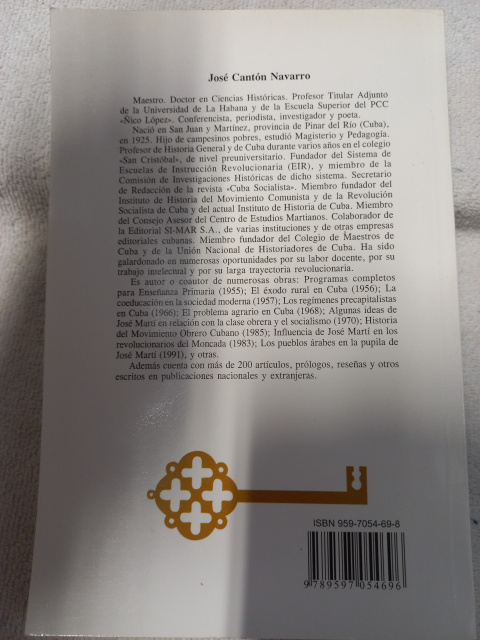 José Cantón Navarro
Maestro. Doctor en Ciencias Históricas. Profesor Titular Adjunto
de la Universidad de La Habana y de la Escuela Superior del PCC
«Ñico López». Conferencista, periodista, investigador y poeta.
Nació en San Juan y Martínez, provincia de Pinar del Río (Cuba),
en 1925. Hijo de campesinos pobres, estudió Magisterio y Pedagogía.
Profesor de Historia General y de Cuba durante varios años en el colegio
«San Cristóbal», de nivel preuniversitario. Fundador del Sistema de
Escuelas de Instrucción Revolucionaria (EIR), y miembro de la
Comisión de Investigaciones Históricas de dicho sistema. Secretario
de Redacción de la revista «Cuba Socialista». Miembro fundador del
Instituto de Historia del Movimiento Comunista y de la Revolución
Socialista de Cuba y del actual Instituto de Historia de Cuba. Miembro
del Consejo Asesor del Centro de Estudios Martianos. Colaborador de
la Editorial SI-MAR S.A., de varias instituciones y de otras empresas
editoriales cubanas. Miembro fundador del Colegio de Maestros de
Cuba y de la Unión Nacional de Historiadores de Cuba. Ha sido
galardonado en numerosas oportunidades por su labor docente, por su
trabajo intelectual y por su larga trayectoria revolucionaria.
Es autor o coautor de numerosas obras: Programas completos
para Enseñanza Primaria (1955); El éxodo rural en Cuba (1956); La
coeducación en la sociedad moderna (1957); Los regímenes precapitalistas
en Cuba (1966); El problema agrario en Cuba (1968); Algunas ideas de
José Martí en relación con la clase obrera y el socialismo (1970); Historia
del Movimiento Obrero Cubano (1985); Influencia de José Martí en los
revolucionarios del Moncada (1983); Los pueblos árabes en la pupila de
José Martí (1991), y otras.
Además cuenta con más de 200 artículos, prólogos, reseñas y otros
escritos en publicaciones nacionales y extranjeras.
ISBN 959-7054-69-8
9 789597 054696